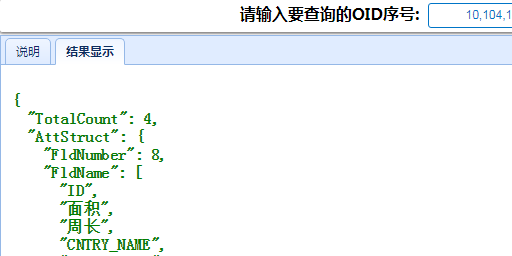 请输入要查询的OID序号: 10,104,1
说明 结果显示
{
"TotalCount": 4,
"AttStruct": {
"FldNumber": 8,
"FldName": [
"ID",
"面积",
"周长",
"CNTRY_NAME",